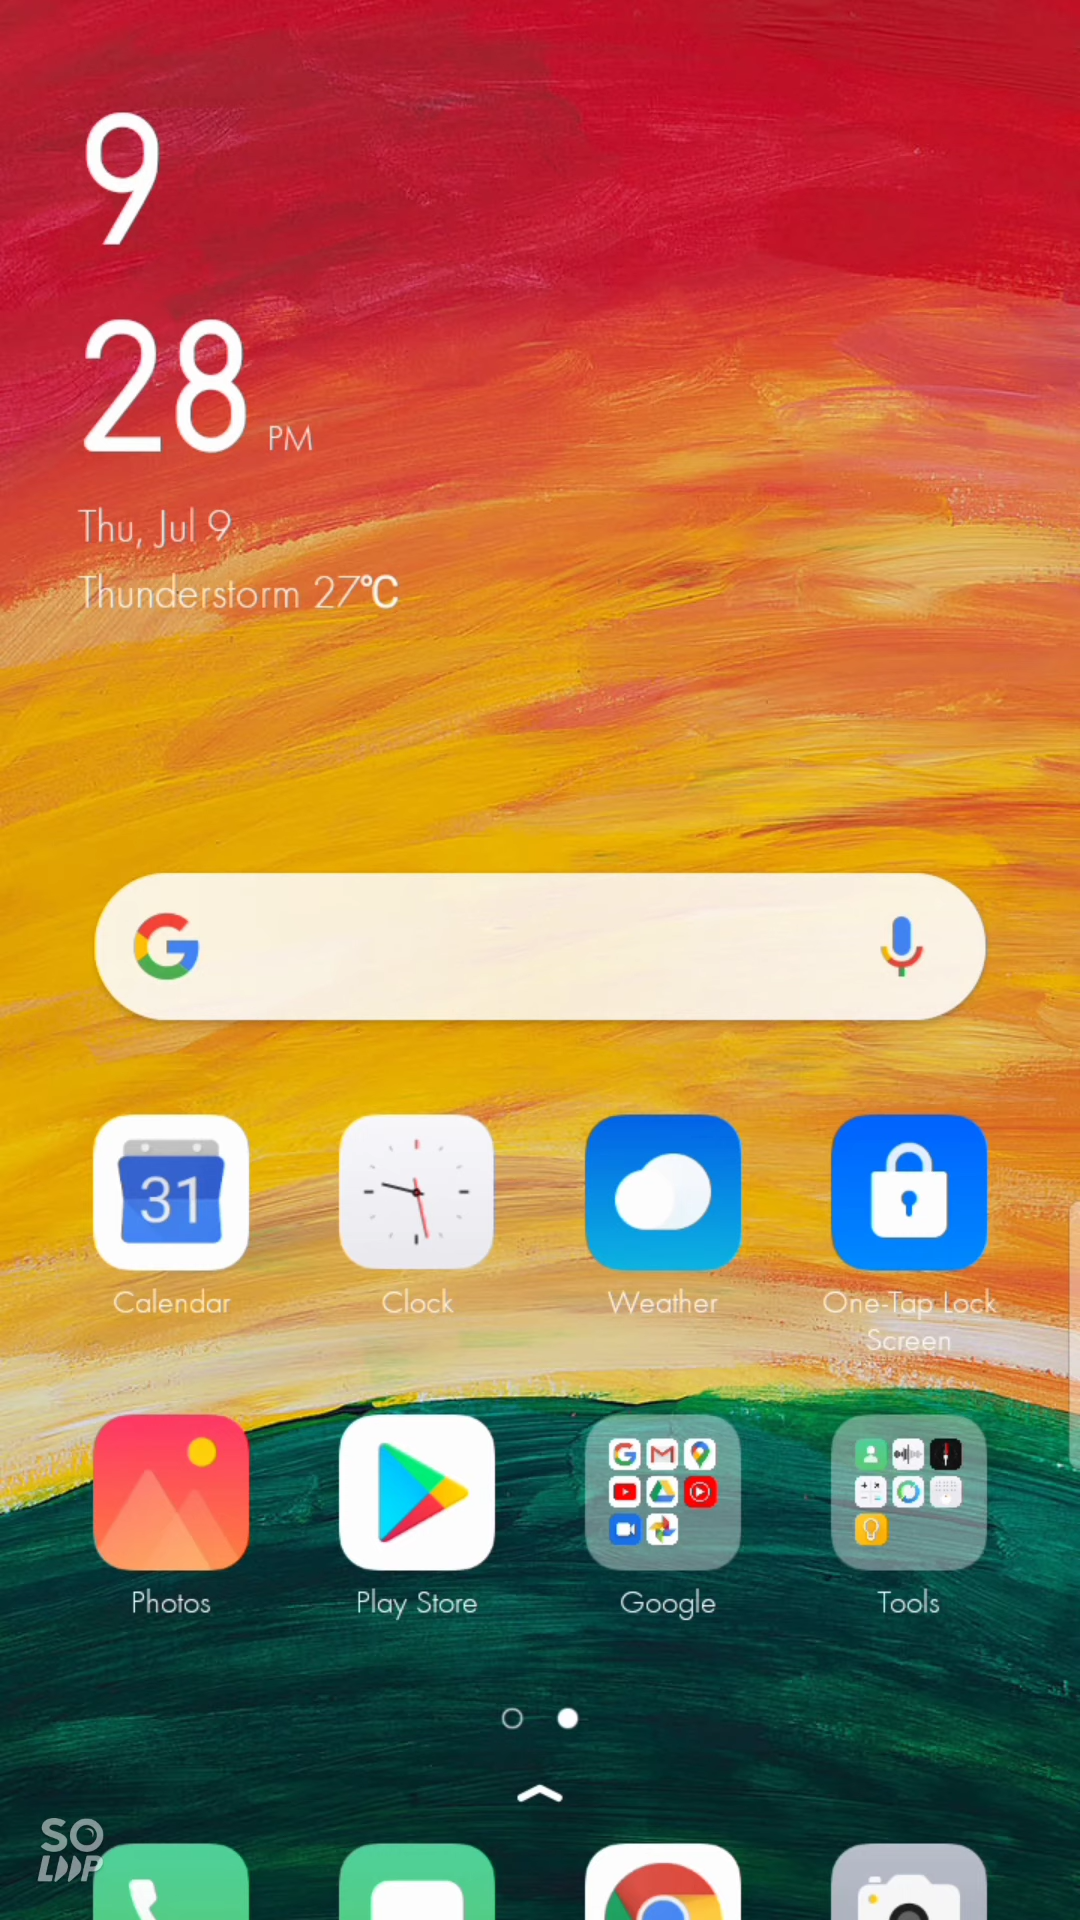 9
28 PM
Thu, Jul 9
Thunderstorm 27°C
31
Calendar
Clock
Weather
One-Tap Lock
Screen
Photos
Play Store
Google
Tools
SO
LOOP